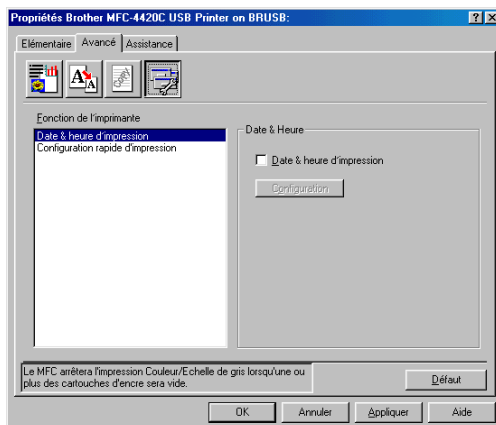 Propriétés Brother MFC-4420C USB Printer on BRUSB:
Elémentaire
Avancé
Assistance
Fonction de l'imprimante
Date & heure d'impression
Configuration rapide d'impression
Date & Heure
Date & heure d'impression
Configuration
Le MFC arrêtera l'impression Couleur/Echelle de gris lorsqu'une ou
plus des cartouches d'encre sera vide.
Défaut
OK
Annuler
Appliquer
Aide